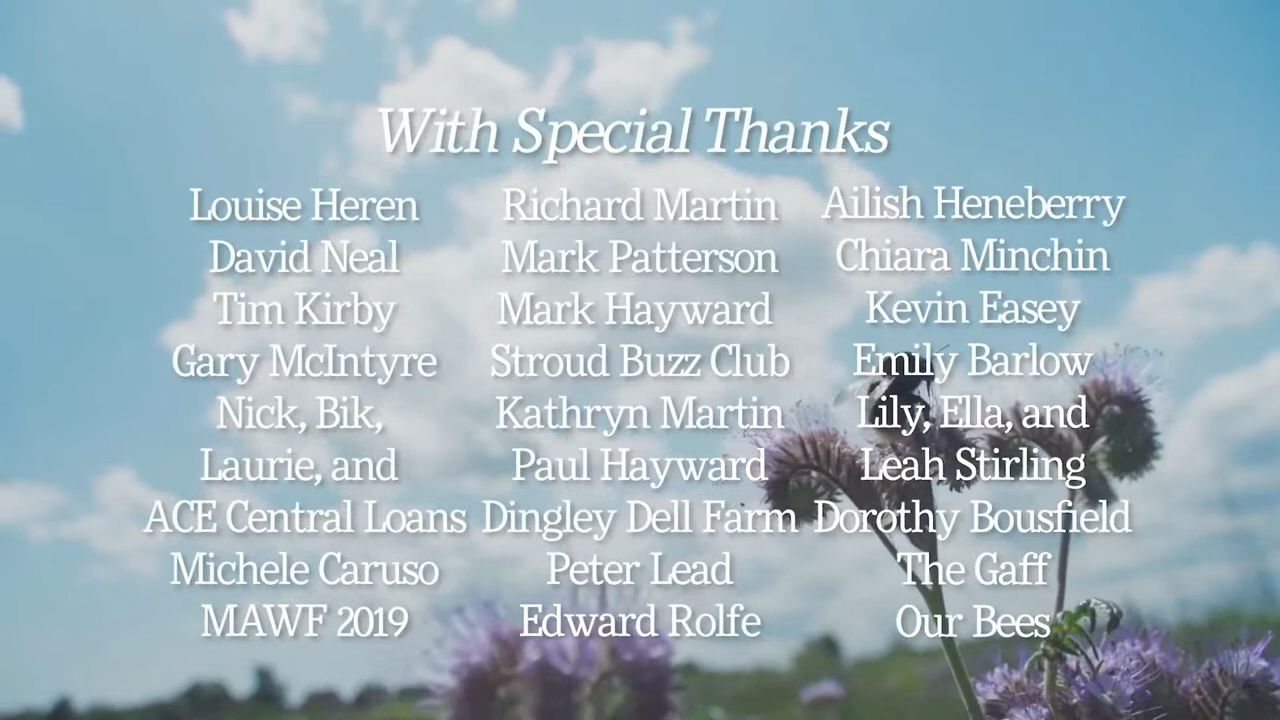 With Special Thanks
Louise Heren
David Neal
Tim Kirby
Gary McIntyre
Nick, Bik,
Laurie, and
ACE Central Loans
Michele Caruso
MAWF 2019
Richard Martin
Mark Patterson
Mark Hayward
Stroud Buzz Club
Kathryn Martin
Paul Hayward
Dingley Dell Farm
Peter Lead
Edward Rolfe
Ailish Heneberry
Chiara Minchin
Kevin Easey
Emily Barlow
Lily, Ella, and
Leah Stirling
Dorothy Bousfield
The Gaff
Our Bees